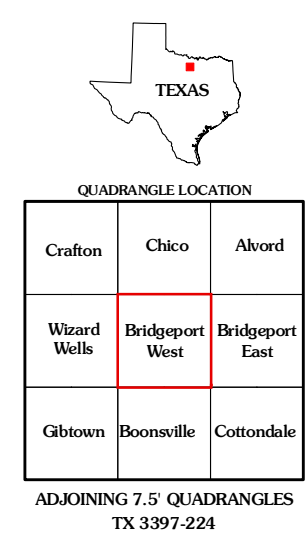 TEXAS
QUADRANGLE LOCATION
Crafton
Chico
Alvord
Wizard
Wells
Bridgeport
West
Bridgeport
East
Gibtown
Boonsville
Cottondale
ADJOINING 7.5' QUADRANGLES
TX 3397-224